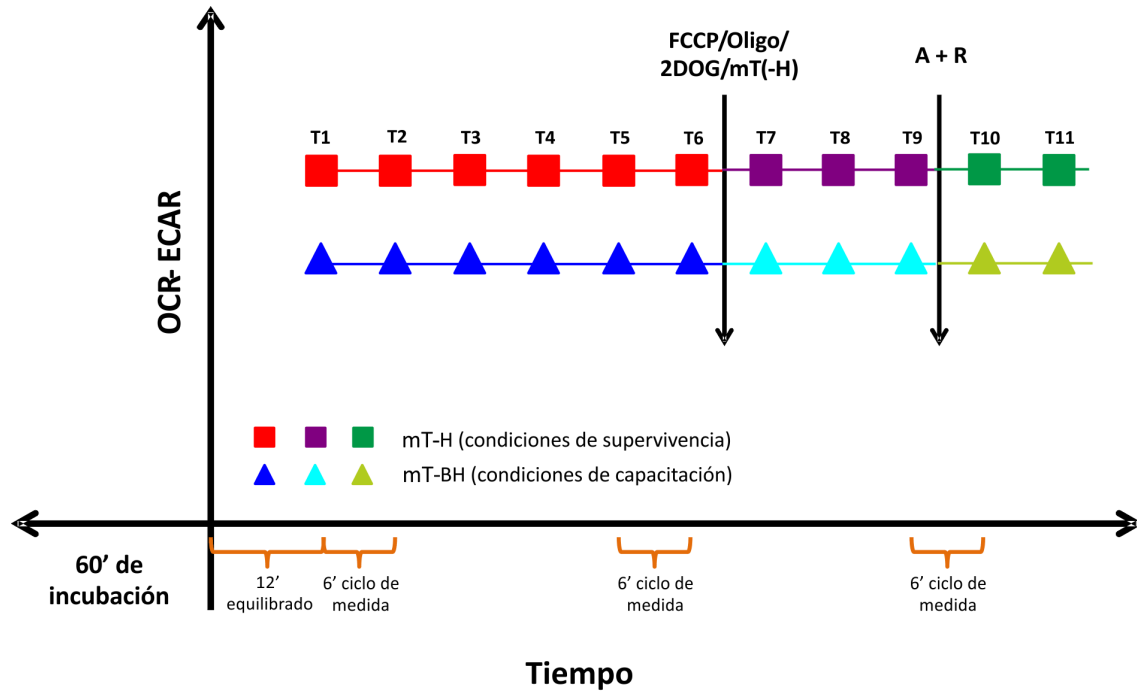 FCCP/Oligo/
2DOG/mT(-H)
A + R
T1 T2 T3 T4 T5 T6 T7 T8 T9 T10 T11
OCR- ECAR
mT-H (condiciones de supervivencia)
mT-BH (condiciones de capacitación)
60’ de
incubación
12’
equilibrado
6’ ciclo de
medida
6’ ciclo de
medida
6’ ciclo de
medida
Tiempo